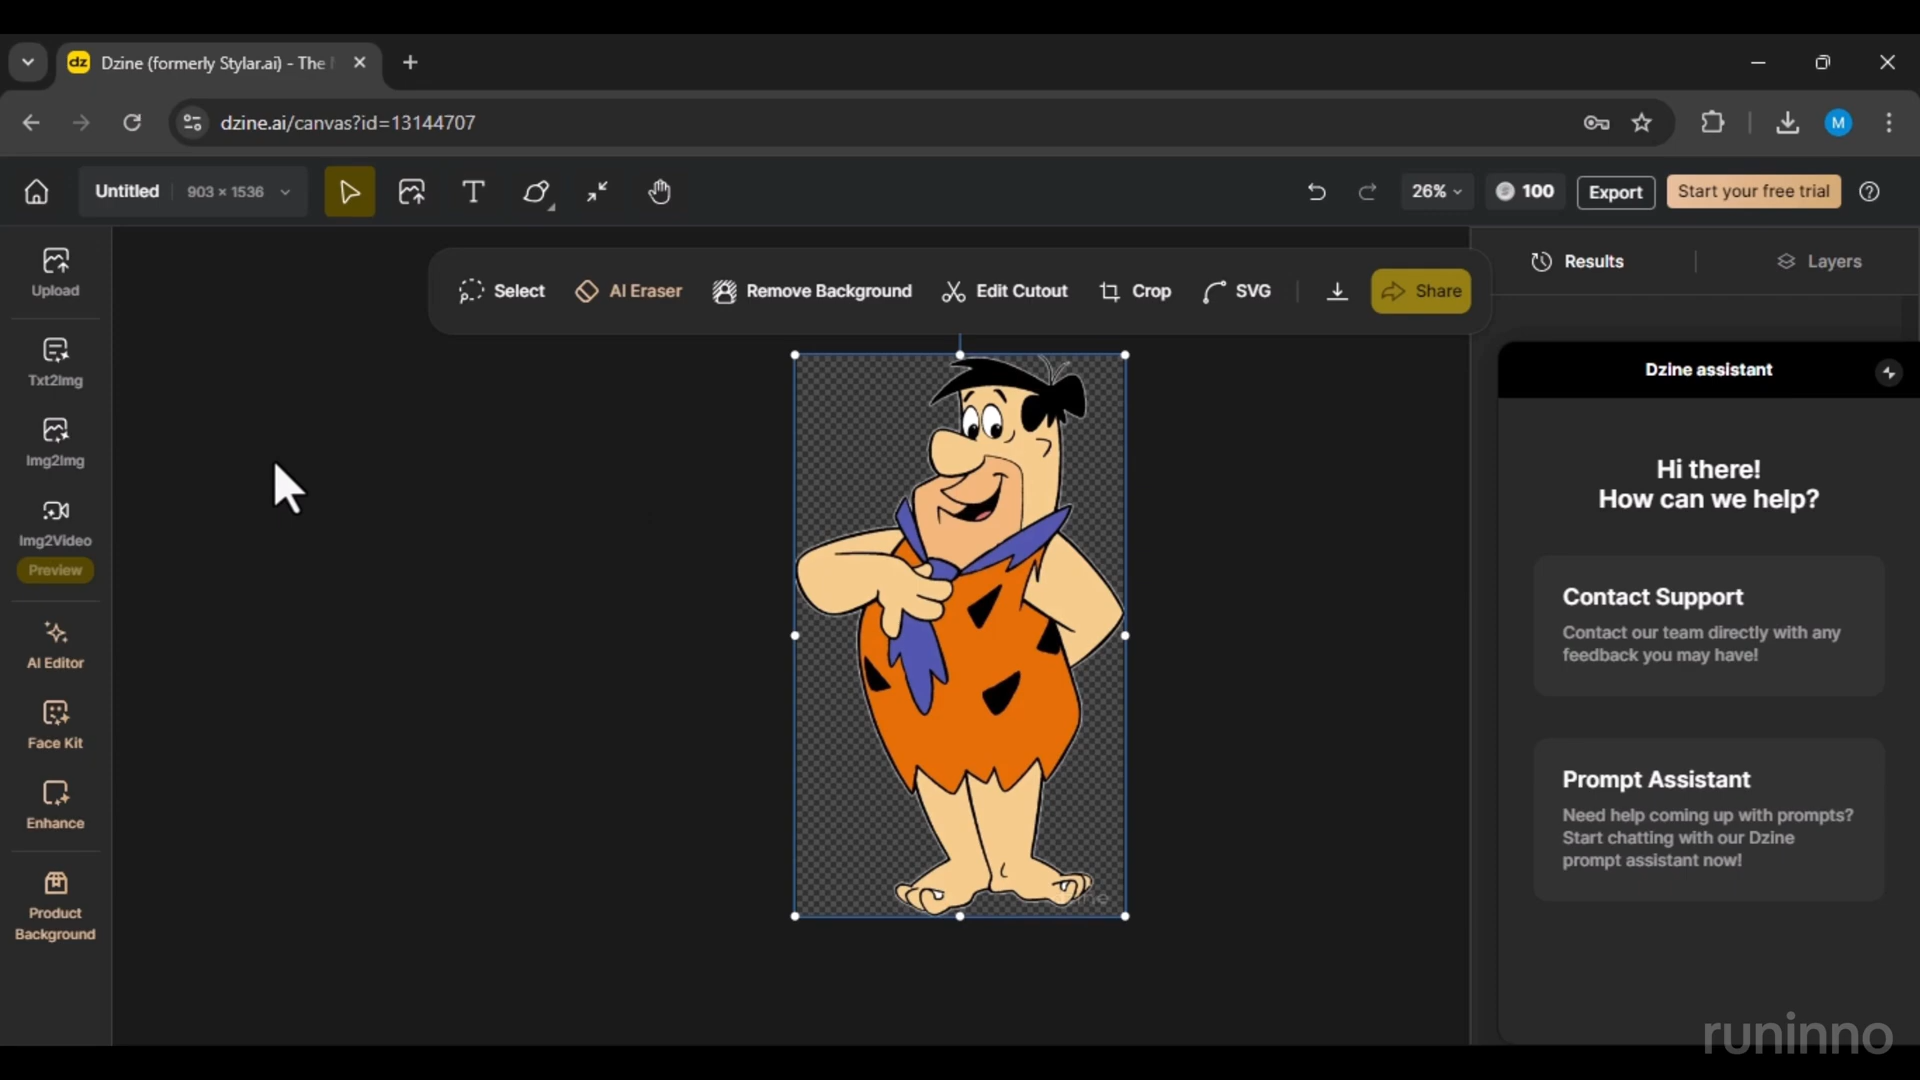 dz Dzine (formerly Stylar.ai) - The
dzine.ai/canvas?id=13144707
M
Untitled 903 × 1536
T
26%
100
Export
Start your free trial
Upload
Txt2Img
Img2Img
Img2Video
Preview
AI Editor
Face Kit
Enhance
Product
Background
Select
AI Eraser
Remove Background
Edit Cutout
Crop
SVG
Share
Results
Layers
Dzine assistant
Hi there!
How can we help?
Contact Support
Contact our team directly with any
feedback you may have!
Prompt Assistant
Need help coming up with prompts?
Start chatting with our Dzine
prompt assistant now!
runinno